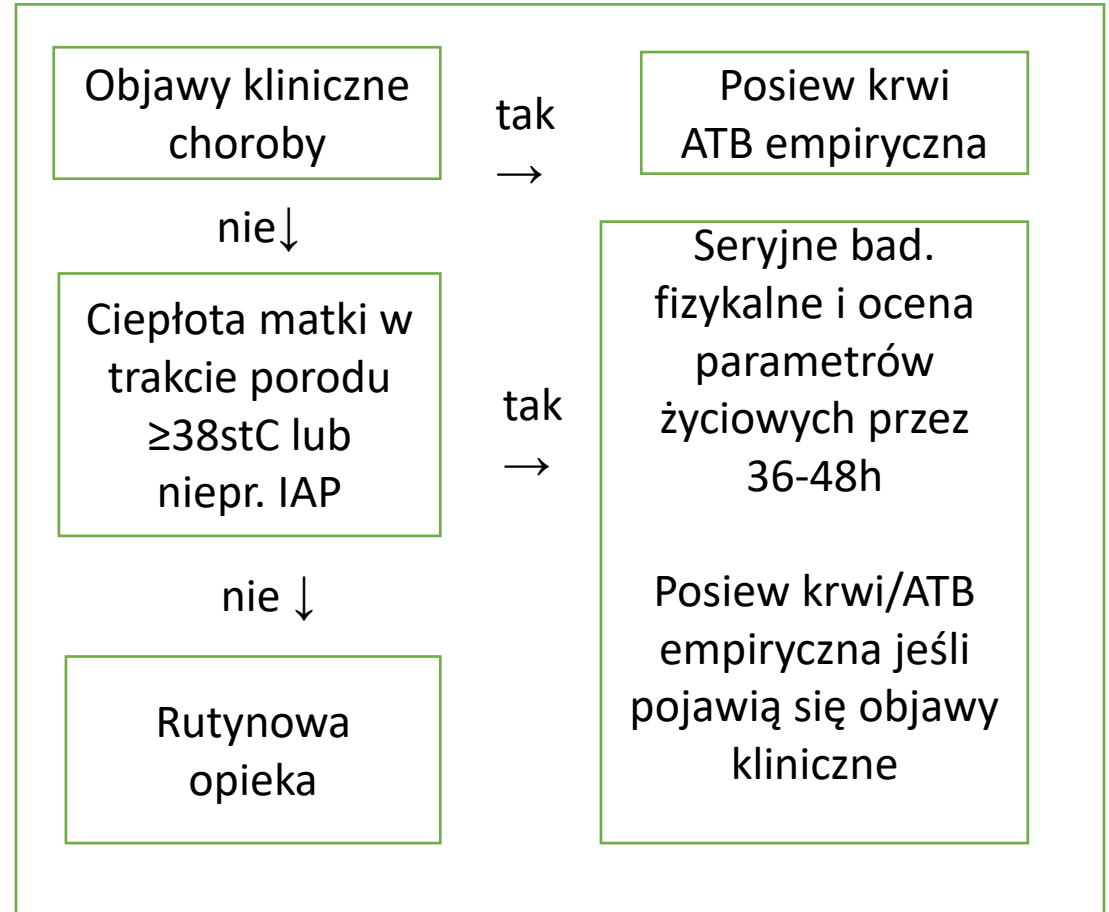 Objawy kliniczne
choroby
tak
→
Posiew krwi
ATB empiryczna
nie↓
Ciepłota matki w
trakcie porodu
≥38stC lub
niepr. IAP
tak
→
Seryjne bad.
fizykalne i ocena
parametrów
życiowych przez
36-48h
Posiew krwi/ATB
empiryczna jeśli
pojawią się objawy
kliniczne
nie ↓
Rutynowa
opieka